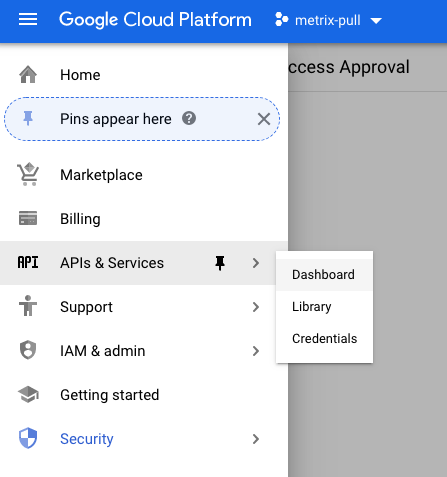 Google Cloud Platform metrix-pull
ccess Approval
Home
Pins appear here ?
Marketplace
Billing
API APIs & Services
Dashboard
Library
Credentials
Support
IAM & admin
Getting started
Security